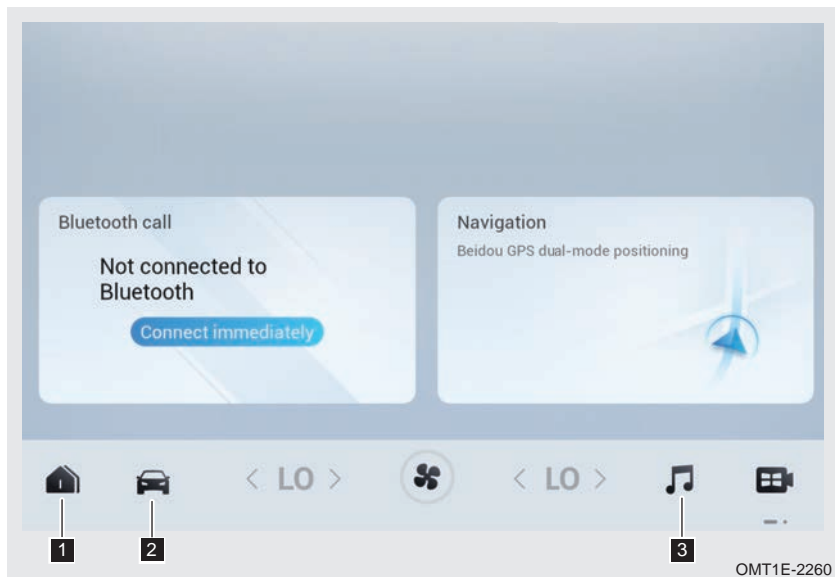 Bluetooth call
Not connected to
Bluetooth
Connect immediately
Navigation
Beidou GPS dual-mode positioning
< LO >
< LO >
1
2
3
OMT1E-2260